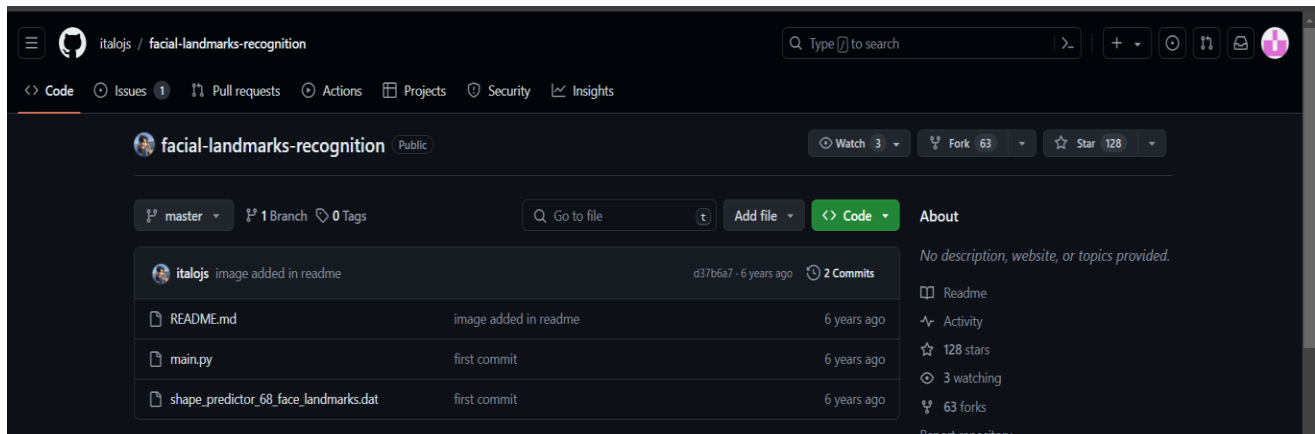 italojs / facial-landmarks-recognition
Type / to search
Code
Issues 1
Pull requests
Actions
Projects
Security
Insights
facial-landmarks-recognition Public
Watch 3
Fork 63
Star 128
master
1 Branch
0 Tags
Go to file
t
Add file
Code
italojs image added in readme
d37b6a7 · 6 years ago
2 Commits
README.md image added in readme 6 years ago
main.py first commit 6 years ago
shape_predictor_68_face_landmarks.dat first commit 6 years ago
About
No description, website, or topics provided.
Readme
Activity
128 stars
3 watching
63 forks
Report repository